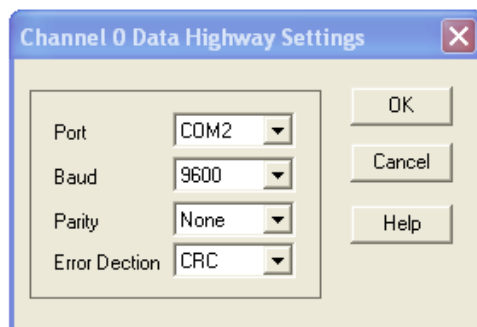 Channel 0 Data Highway Settings
Port COM2
Baud 9600
Parity None
Error Dection CRC
OK
Cancel
Help